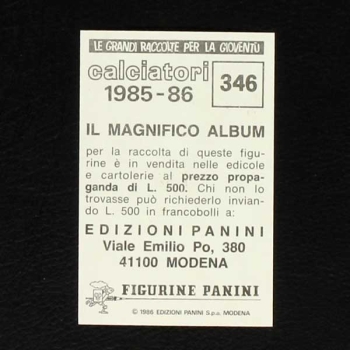 LE GRANDI RACCOLTE PER LA GIOVENTÙ
calciatori
1985-86
346
IL MAGNIFICO ALBUM
per la raccolta di queste figu-
rine è in vendita nelle edicole
e cartolerie al prezzo propa-
ganda di L. 500. Chi non lo
trovasse può richiederlo invian-
do L. 500 in francobolli a:
EDIZIONI PANINI
Viale Emilio Po, 380
41100 MODENA
FIGURINE PANINI
© 1986 EDIZIONI PANINI S.p.a. MODENA